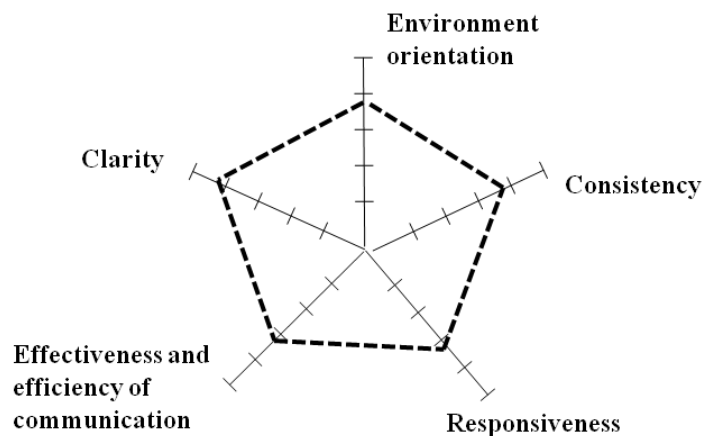 Environment
orientation
Clarity
Consistency
Effectiveness and
efficiency of
communication
Responsiveness